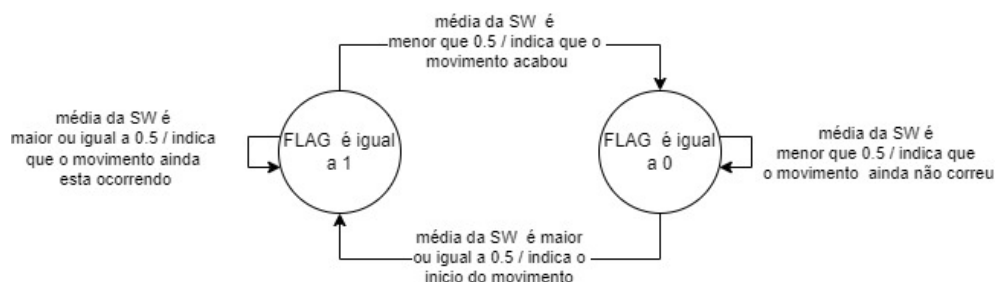 média da SW é
menor que 0.5 / indica que o
movimento acabou
média da SW é
maior ou igual a 0.5 / indica
que o movimento ainda
esta ocorrendo
FLAG é igual
a 1
FLAG é igual
a 0
média da SW é
menor que 0.5 / indica que
o movimento ainda não correu
média da SW é maior
ou igual a 0.5 / indica o
inicio do movimento